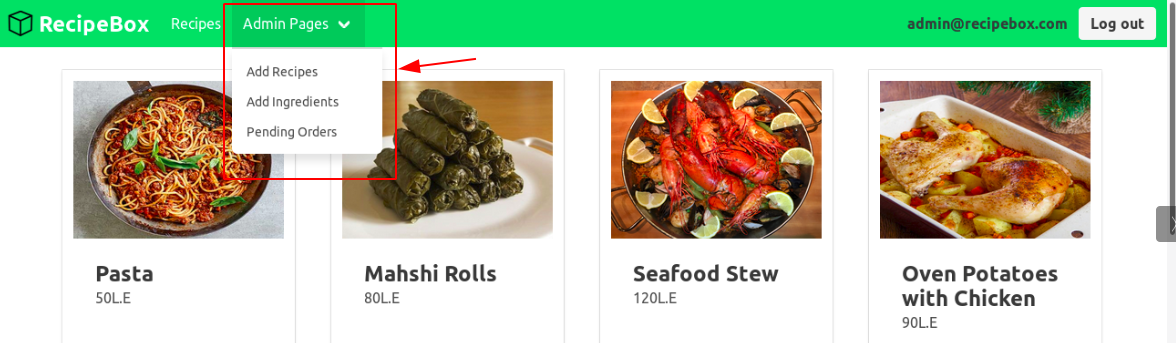 RecipeBox Recipes Admin Pages admin@recipebox.com Log out
Add Recipes
Add Ingredients
Pending Orders
Pasta
50L.E
Mahshi Rolls
80L.E
Seafood Stew
120L.E
Oven Potatoes
with Chicken
90L.E